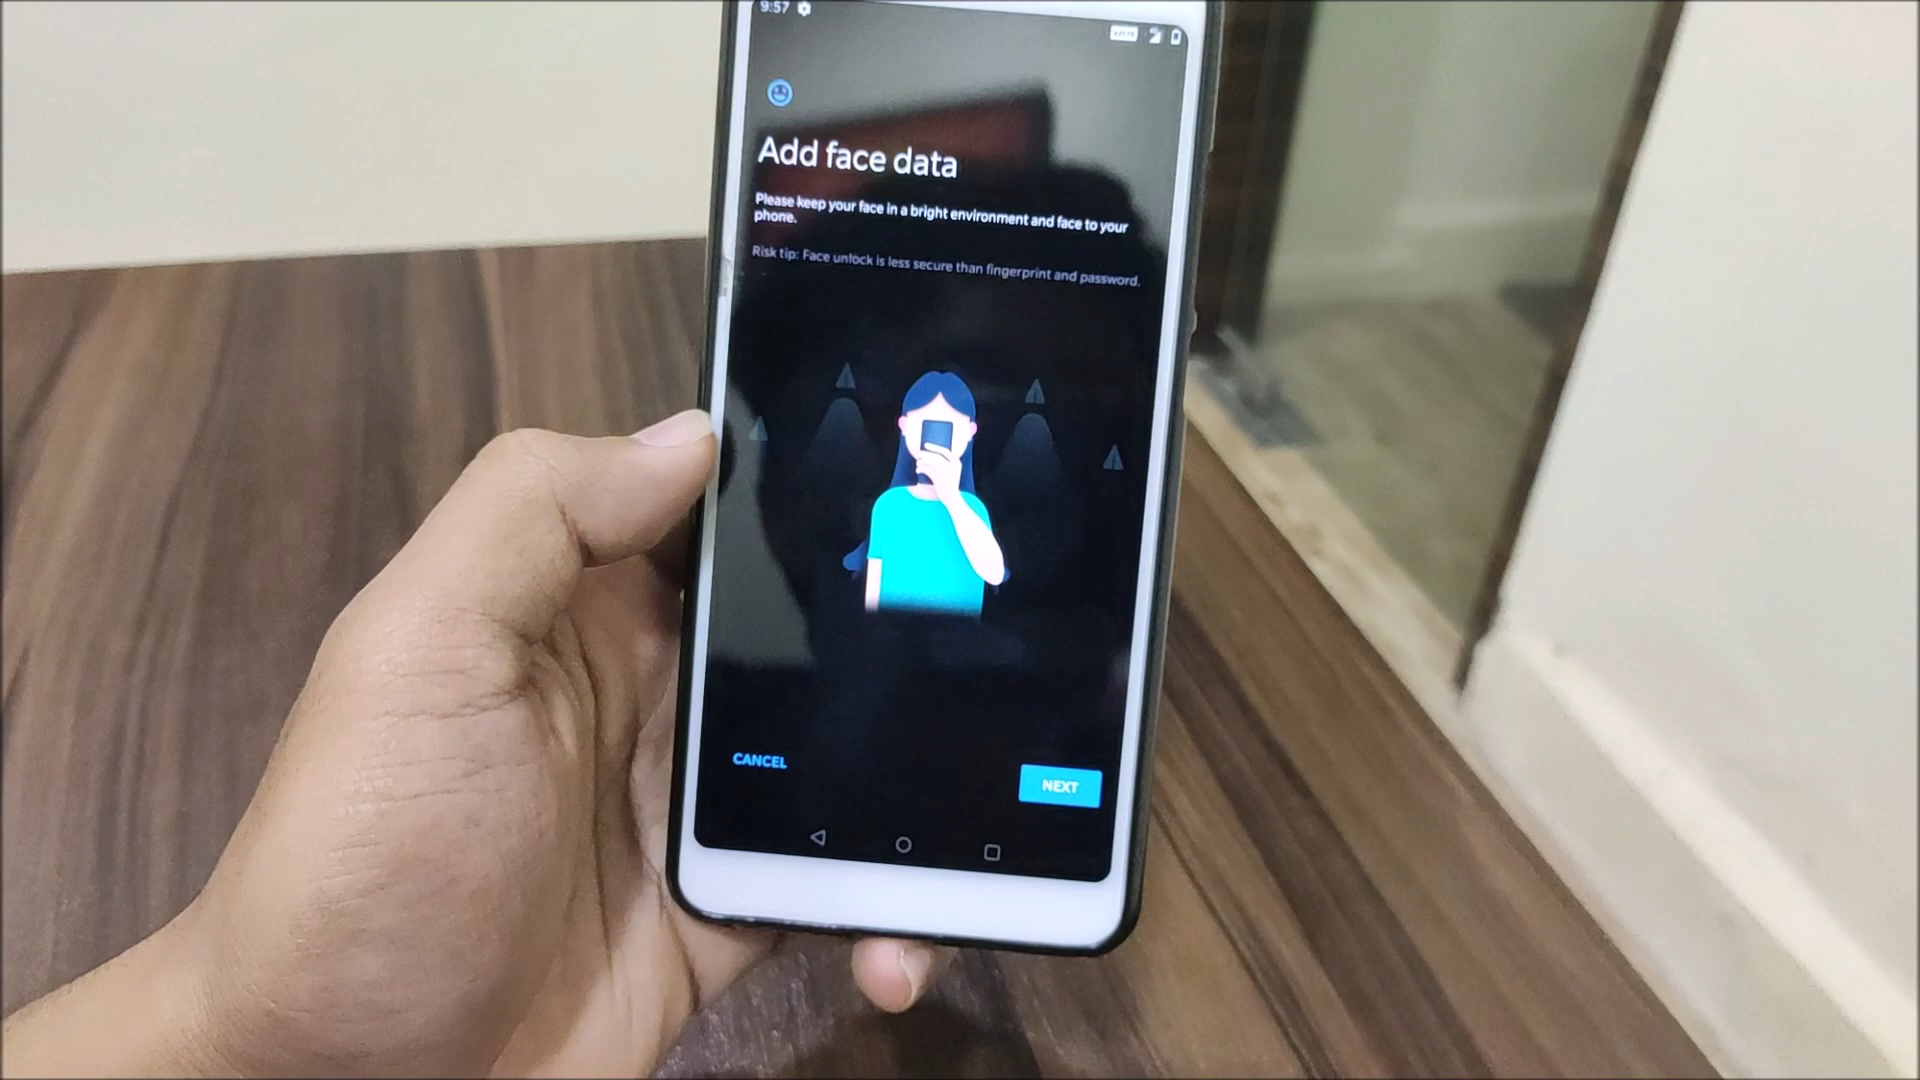 9:57
Add face data
Please keep your face in a bright environment and face to your
phone.
Risk tip: Face unlock is less secure than fingerprint and password.
CANCEL
NEXT